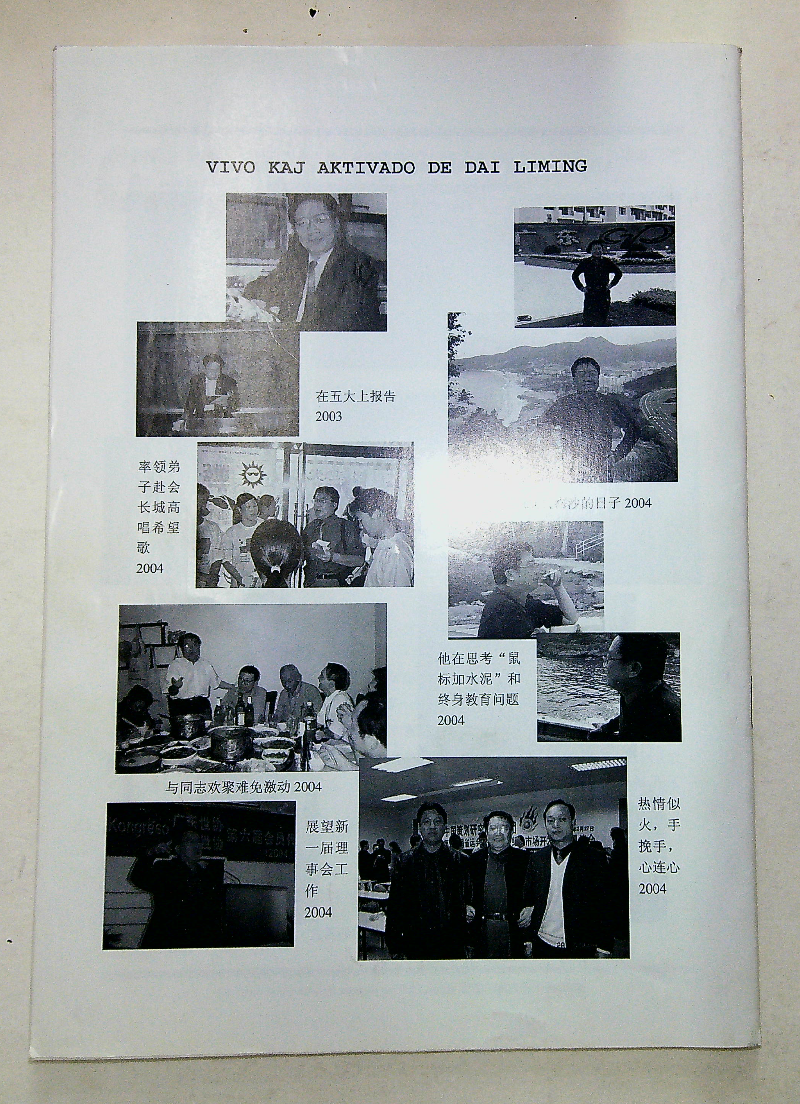 VIVO KAJ AKTIVADO DE DAI LIMING
在五大上报告
2003
率领弟
子赴会
长城高
唱希望
歌
2004
的日子 2004
他在思考“鼠
标加水泥”和
终身教育问题
2004
与同志欢聚难免激动 2004
Kongreso
展望新
一届理
事会工
作
2004
热情似
火，手
挽手，
心连心
2004